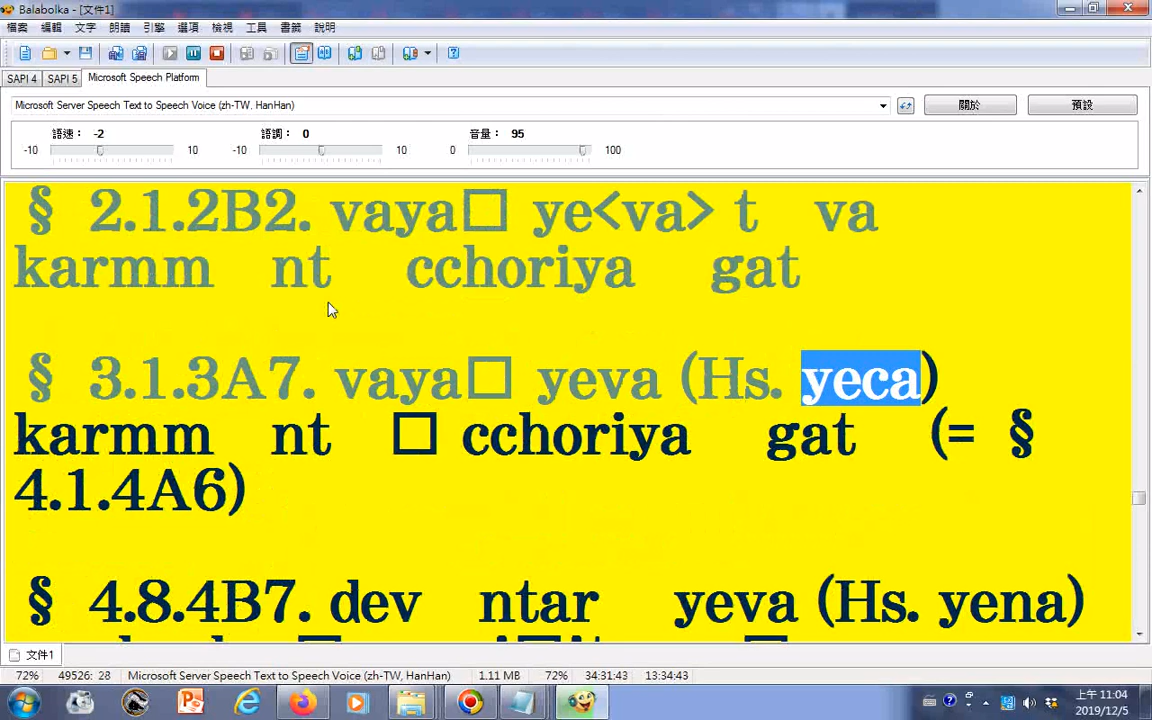 Balabolka - [文件1]
檔案 編輯 文字 朗讀 引擎 選項 檢視 工具 書籤 說明
SAPI 4 SAPI 5 Microsoft Speech Platform
Microsoft Server Speech Text to Speech Voice (zh-TW, HanHan)
關於 預設
語速： -2 語調： 0 音量： 95
-10 10 -10 10 0 100
§ 2.1.2B2. vaya□ ye<va> t va
karmm nt cchoriya gat
§ 3.1.3A7. vaya□ yeva (Hs. yeca)
karmm nt □ cchoriya gat (= §
4.1.4A6)
§ 4.8.4B7. dev ntar yeva (Hs. yena)
文件1
72% 49526: 28 Microsoft Server Speech Text to Speech Voice (zh-TW, HanHan) 1.11 MB 72% 34:31:43 13:34:43
上午 11:04
2019/12/5